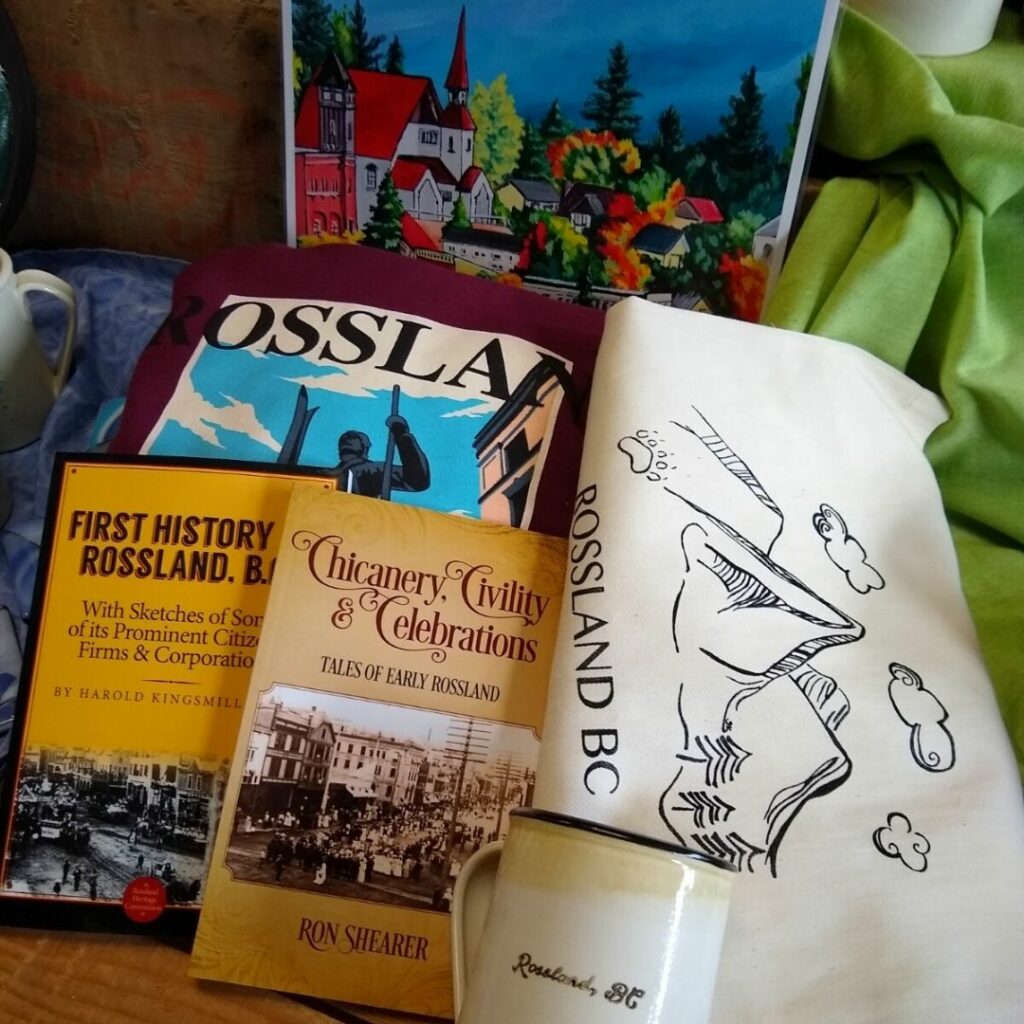 ROSSLAN
FIRST HISTORY
ROSSLAND, B.C
With Sketches of Som
of its Prominent Citize
Firms & Corporatio
BY HAROLD KINGSMILL
Chicanery, Civility
& Celebrations
TALES OF EARLY ROSSLAND
RON SHEARER
ROSSLAND BC
Rossland, BC